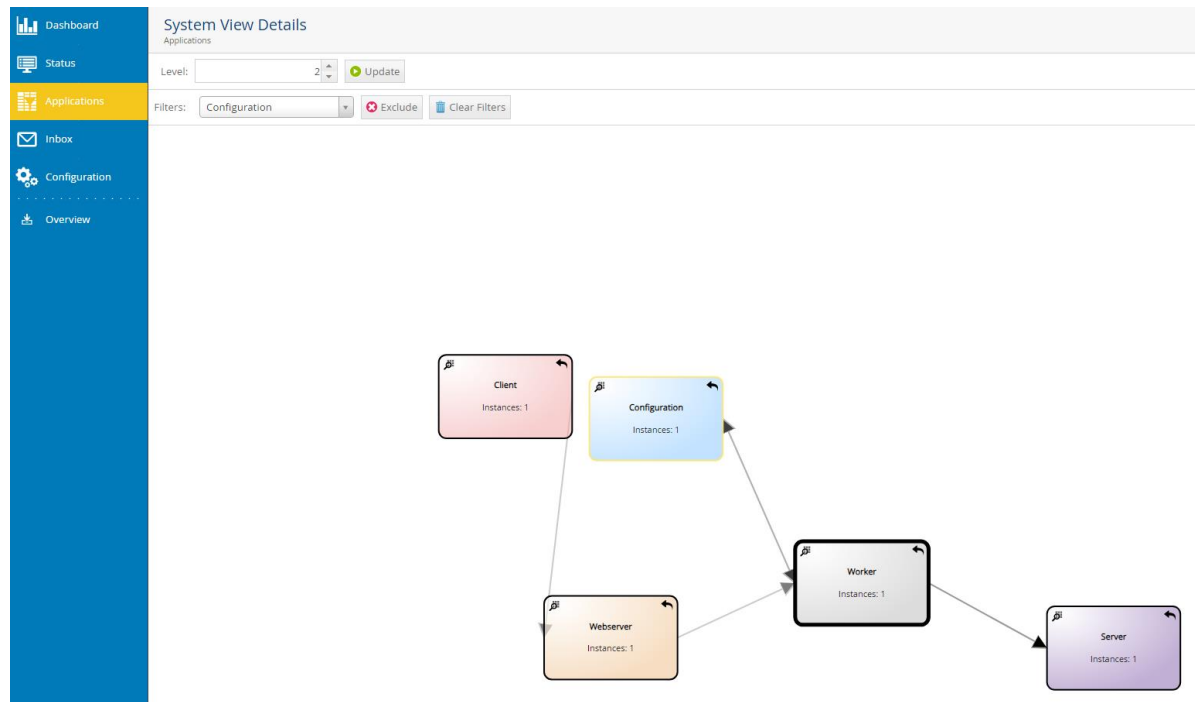 Dashboard
Status
Applications
Inbox
Configuration
Overview
System View Details
Applications
Level: 2 Update
Filters: Configuration Exclude Clear Filters
Client
Instances: 1
Configuration
Instances: 1
Worker
Instances: 1
Webserver
Instances: 1
Server
Instances: 1